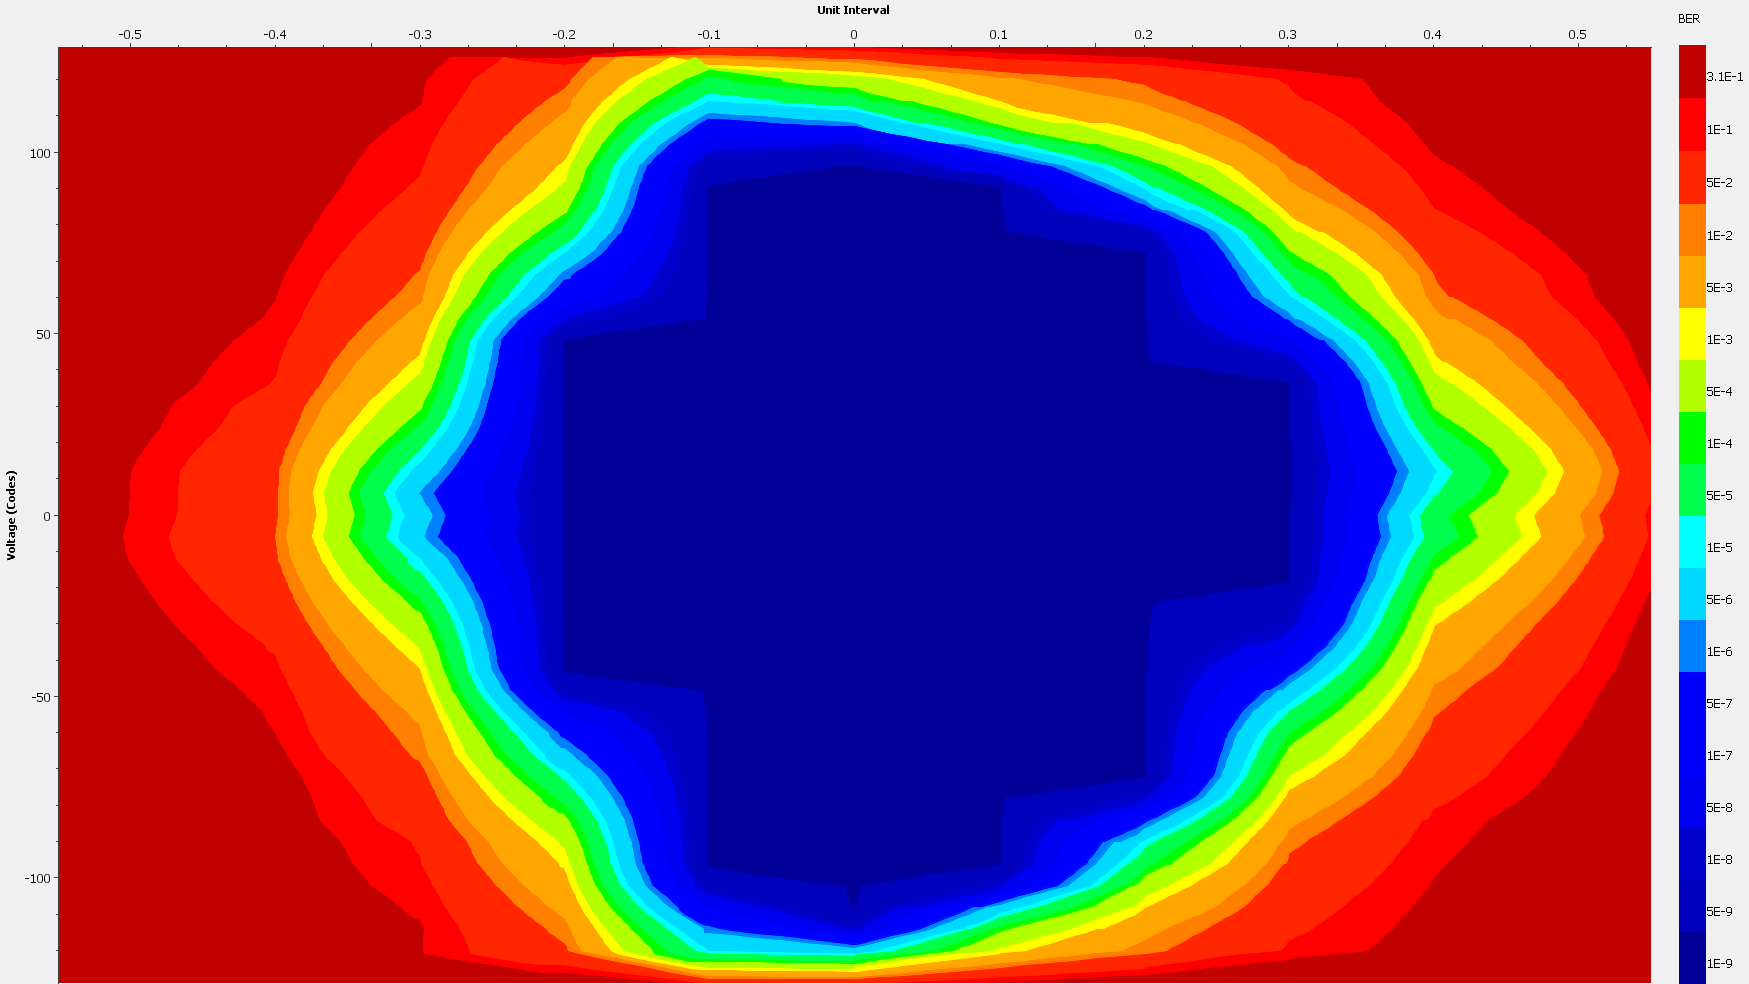 Unit Interval
BER
-0.5 -0.4 -0.3 -0.2 -0.1 0 0.1 0.2 0.3 0.4 0.5
Voltage (Codes)
100
50
0
-50
-100
3.1E-1
1E-1
5E-2
1E-2
5E-3
1E-3
5E-4
1E-4
5E-5
1E-5
5E-6
1E-6
5E-7
1E-7
5E-8
1E-8
5E-9
1E-9